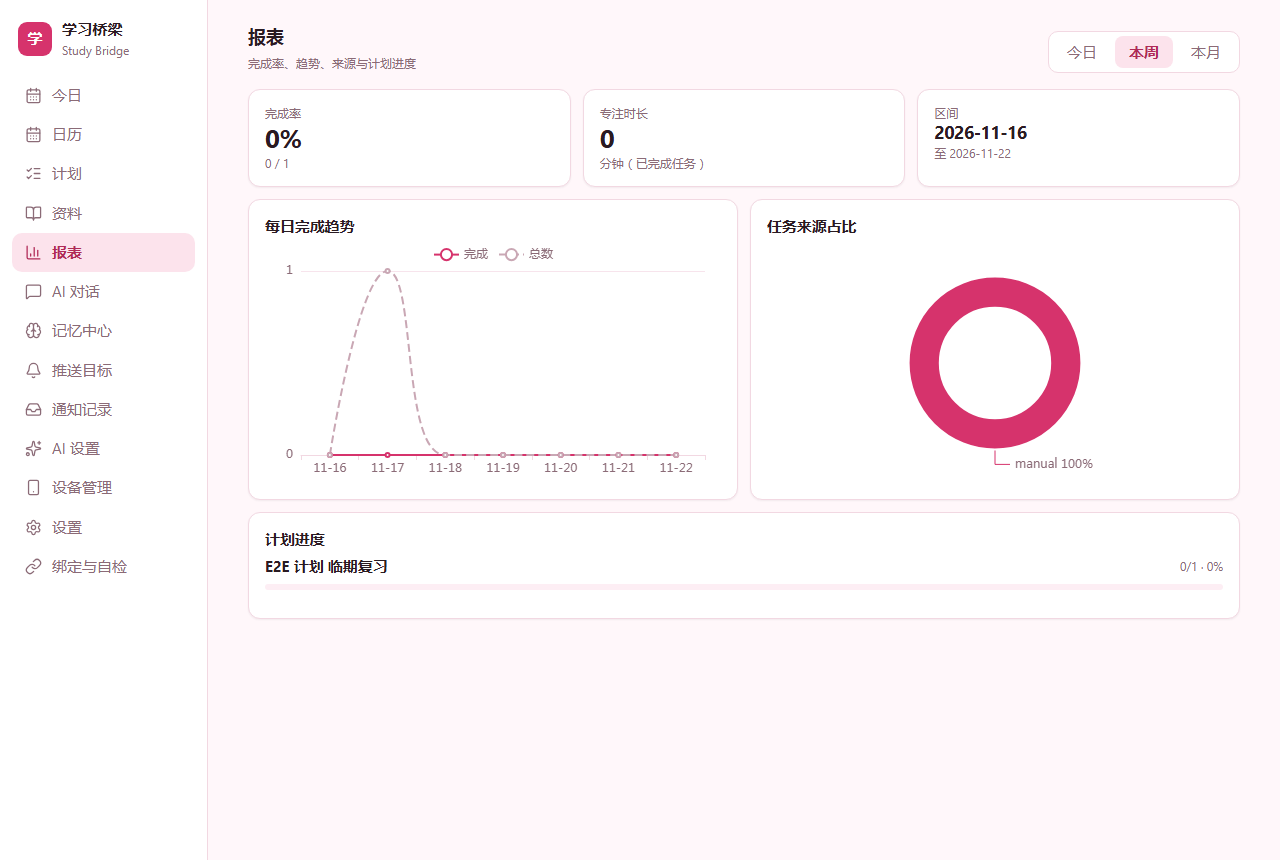 学
学习桥梁
Study Bridge
今日
日历
计划
资料
报表
AI 对话
记忆中心
推送目标
通知记录
AI 设置
设备管理
设置
绑定与自检
报表
完成率、趋势、来源与计划进度
今日 本周 本月
完成率
0%
0 / 1
专注时长
0
分钟（已完成任务）
区间
2026-11-16
至 2026-11-22
每日完成趋势
完成 总数
1
0
11-16 11-17 11-18 11-19 11-20 11-21 11-22
任务来源占比
manual 100%
计划进度
E2E 计划 临期复习 0/1 · 0%